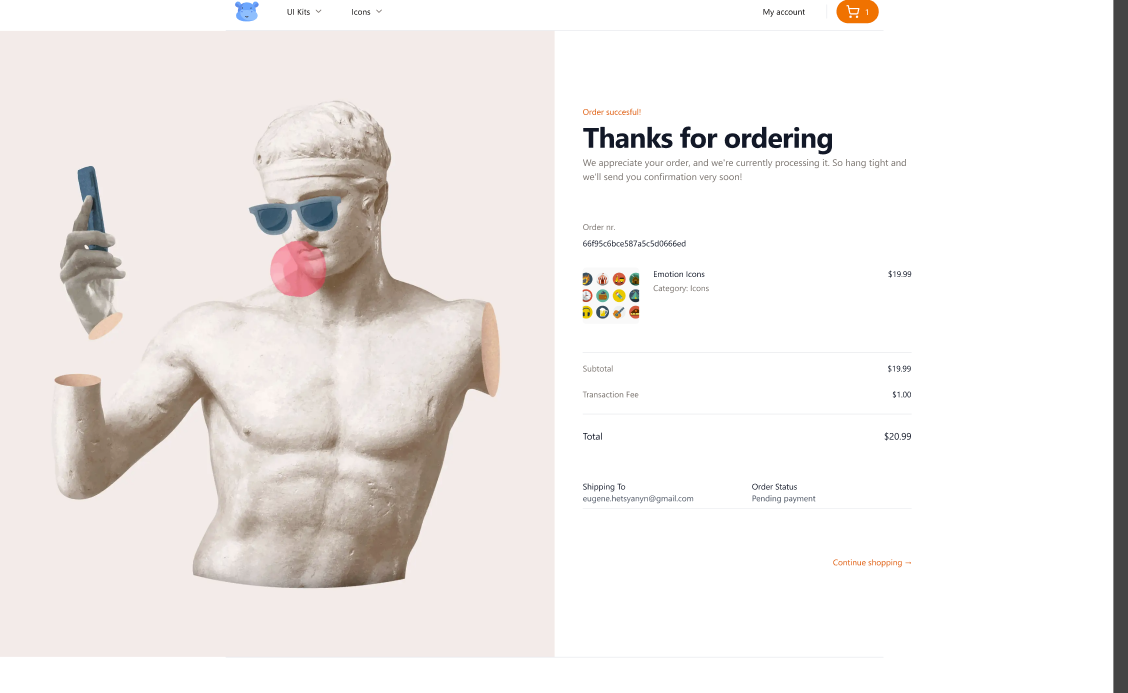 UI Kits
Icons
My account
1
Order succesful!
Thanks for ordering
We appreciate your order, and we're currently processing it. So hang tight and
we'll send you confirmation very soon!
Order nr.
66f95c6bce587a5c5d0666ed
Emotion Icons
$19.99
Category: Icons
Subtotal
$19.99
Transaction Fee
$1.00
Total
$20.99
Shipping To
Order Status
eugene.hetsyanyn@gmail.com
Pending payment
Continue shopping →